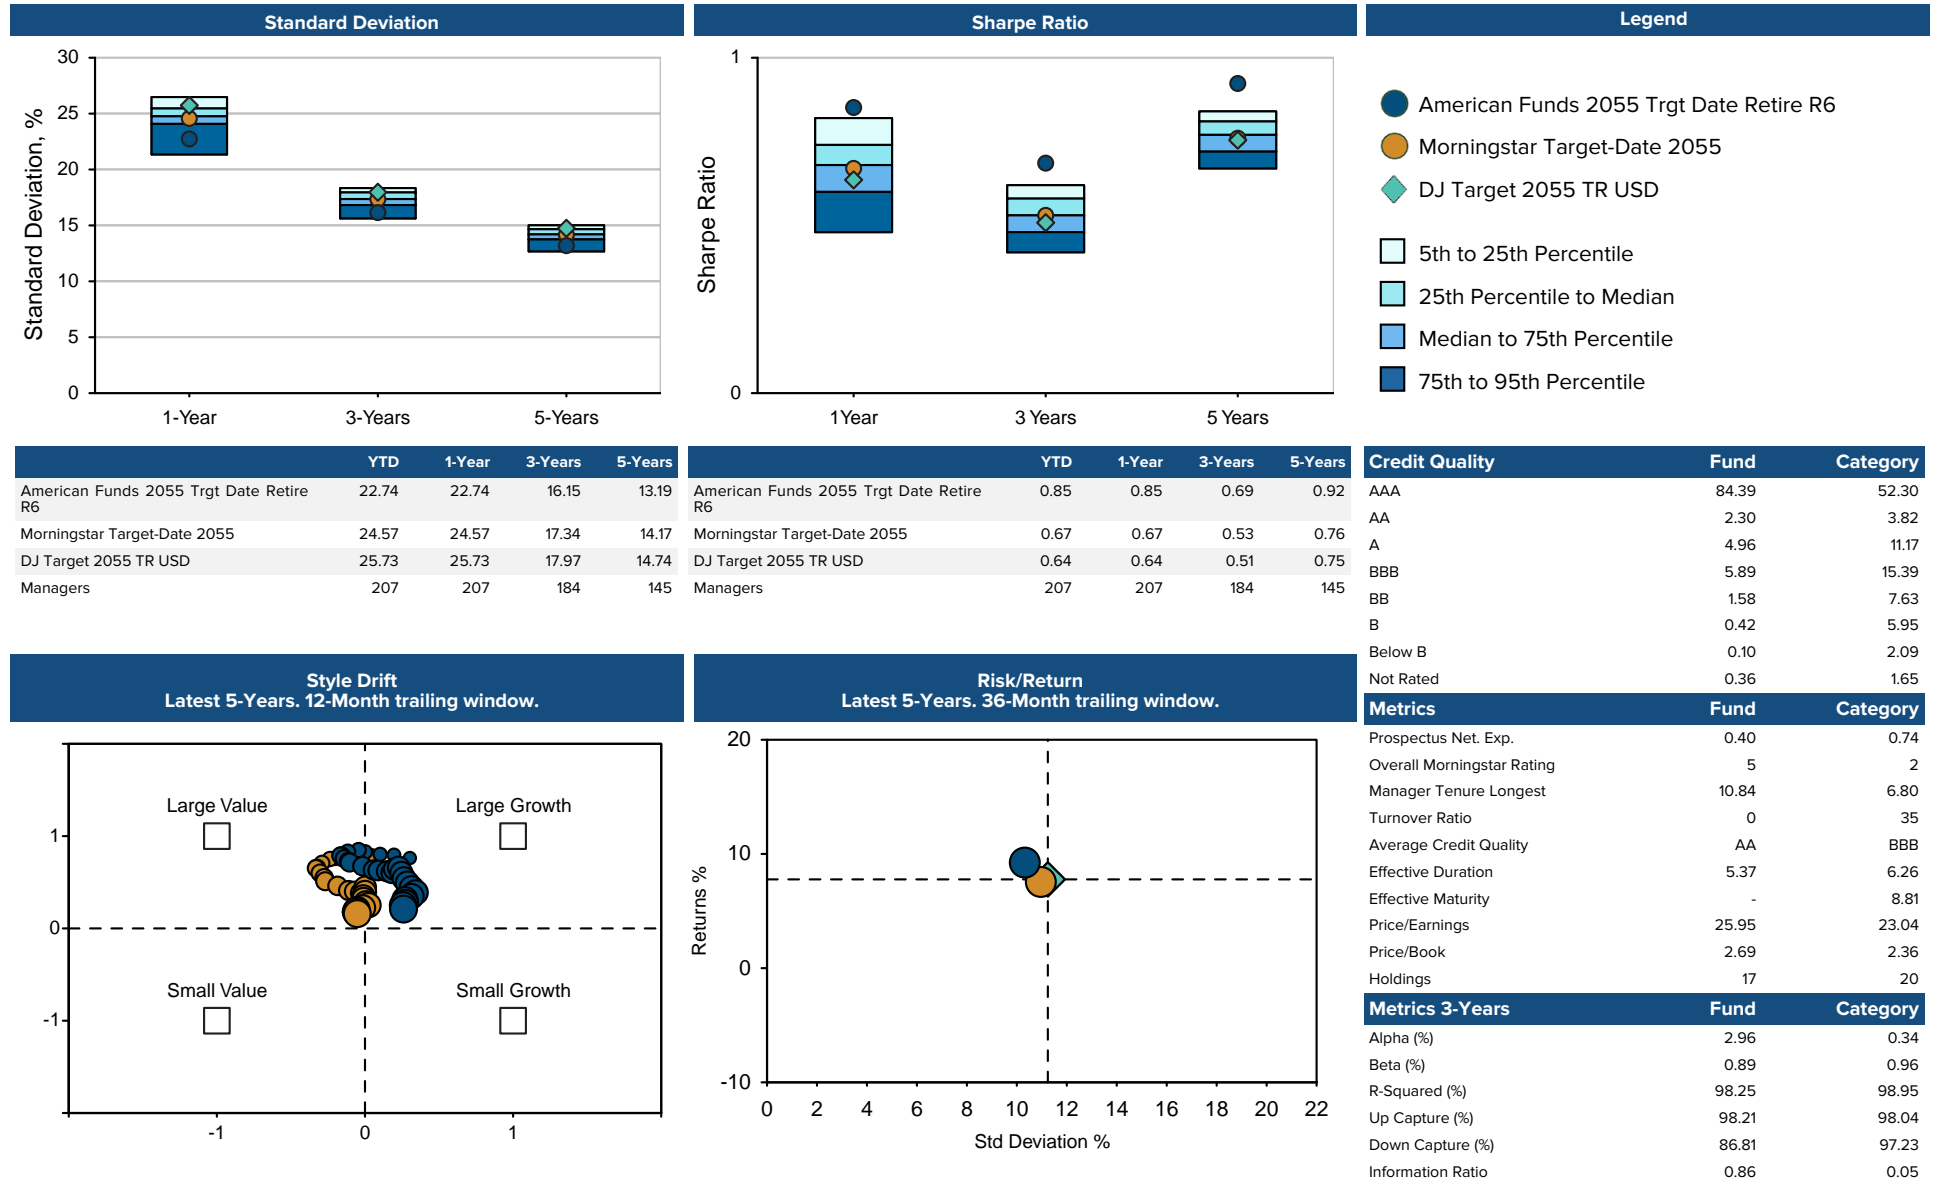 Standard Deviation
Sharpe Ratio
Legend
30
25
20
15
10
5
0
Standard Deviation, %
1-Year
3-Years
5-Years
1
0
Sharpe Ratio
1Year
3 Years
5 Years
American Funds 2055 Trgt Date Retire R6
Morningstar Target-Date 2055
DJ Target 2055 TR USD
5th to 25th Percentile
25th Percentile to Median
Median to 75th Percentile
75th to 95th Percentile
YTD 1-Year 3-Years 5-Years
American Funds 2055 Trgt Date Retire 22.74 22.74 16.15 13.19
R6
Morningstar Target-Date 2055 24.57 24.57 17.34 14.17
DJ Target 2055 TR USD 25.73 25.73 17.97 14.74
Managers 207 207 184 145
YTD 1-Year 3-Years 5-Years
American Funds 2055 Trgt Date Retire 0.85 0.85 0.69 0.92
R6
Morningstar Target-Date 2055 0.67 0.67 0.53 0.76
DJ Target 2055 TR USD 0.64 0.64 0.51 0.75
Managers 207 207 184 145
Credit Quality Fund Category
AAA 84.39 52.30
AA 2.30 3.82
A 4.96 11.17
BBB 5.89 15.39
BB 1.58 7.63
B 0.42 5.95
Below B 0.10 2.09
Not Rated 0.36 1.65
Metrics Fund Category
Prospectus Net. Exp. 0.40 0.74
Overall Morningstar Rating 5 2
Manager Tenure Longest 10.84 6.80
Turnover Ratio 0 35
Average Credit Quality AA BBB
Effective Duration 5.37 6.26
Effective Maturity - 8.81
Price/Earnings 25.95 23.04
Price/Book 2.69 2.36
Holdings 17 20
Metrics 3-Years Fund Category
Alpha (%) 2.96 0.34
Beta (%) 0.89 0.96
R-Squared (%) 98.25 98.95
Up Capture (%) 98.21 98.04
Down Capture (%) 86.81 97.23
Information Ratio 0.86 0.05
Style Drift
Latest 5-Years. 12-Month trailing window.
Large Value Large Growth
1
0
Small Value Small Growth
-1
-1 0 1
Risk/Return
Latest 5-Years. 36-Month trailing window.
20
10
0
-10
Returns %
0 2 4 6 8 10 12 14 16 18 20 22
Std Deviation %